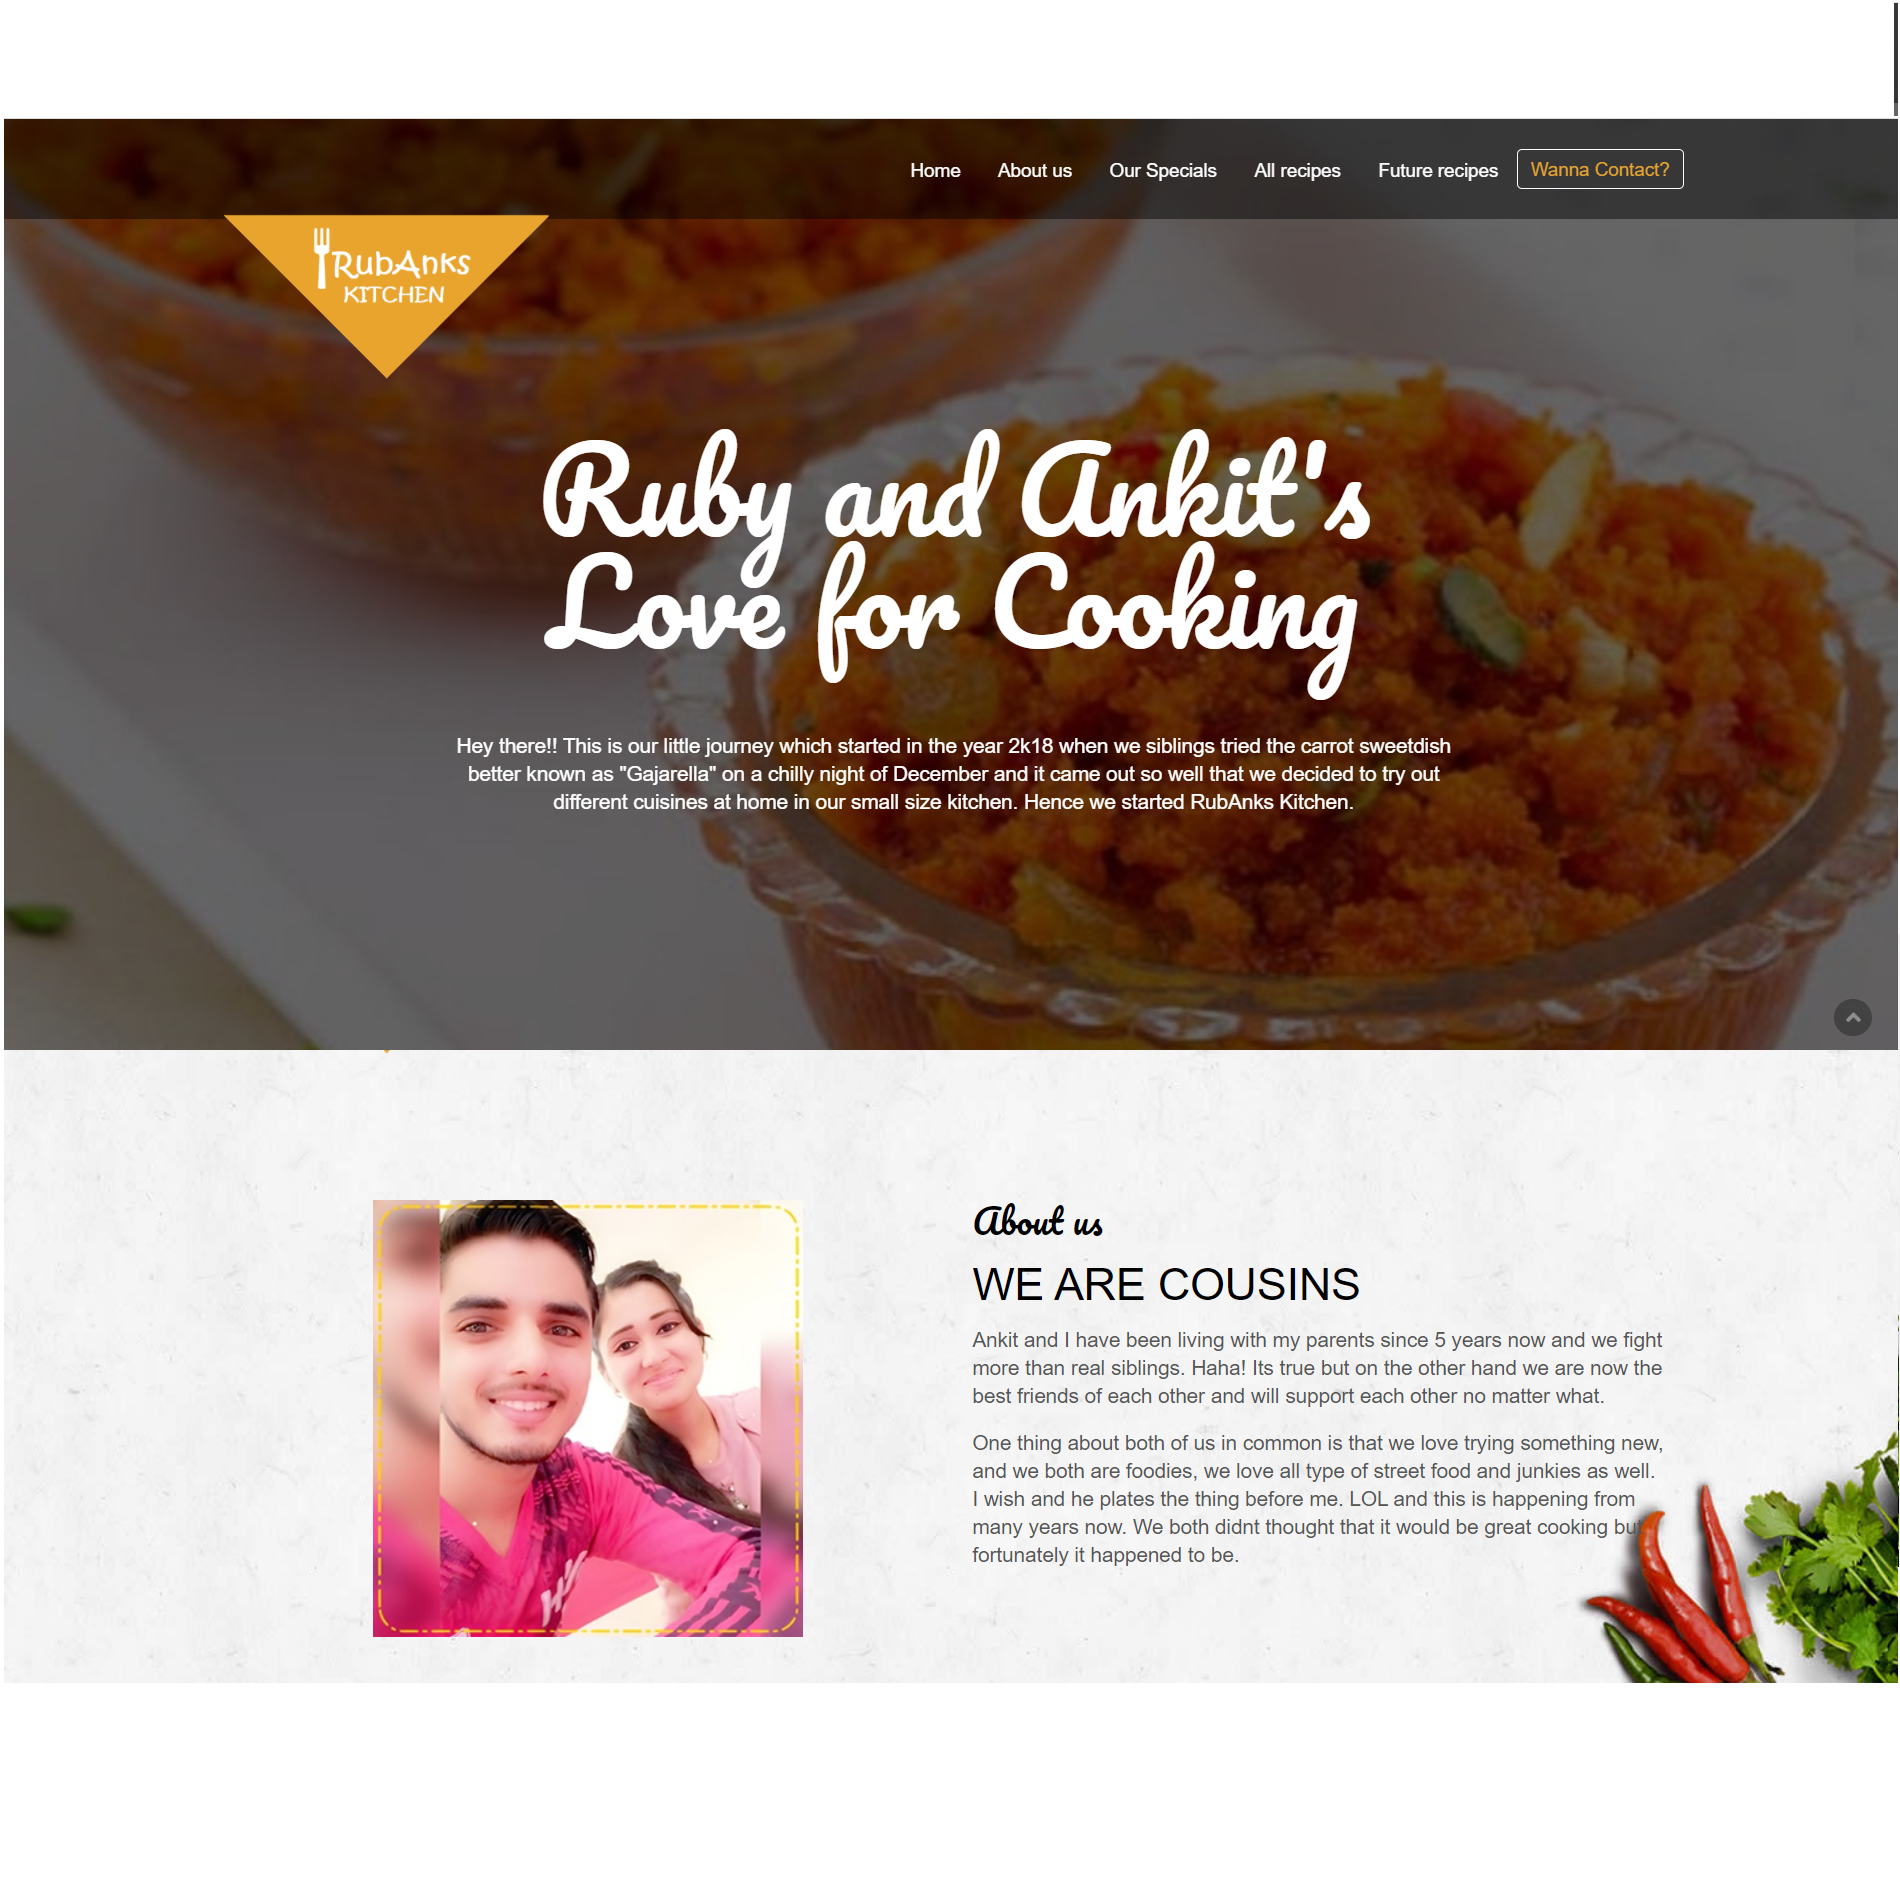 Home About us Our Specials All recipes Future recipes Wanna Contact?
RubAnks
KITCHEN
Ruby and Ankit's
Love for Cooking
Hey there!! This is our little journey which started in the year 2k18 when we siblings tried the carrot sweetdish
better known as "Gajarella" on a chilly night of December and it came out so well that we decided to try out
different cuisines at home in our small size kitchen. Hence we started RubAnks Kitchen.
About us
WE ARE COUSINS
Ankit and I have been living with my parents since 5 years now and we fight
more than real siblings. Haha! Its true but on the other hand we are now the
best friends of each other and will support each other no matter what.
One thing about both of us in common is that we love trying something new,
and we both are foodies, we love all type of street food and junkies as well.
I wish and he plates the thing before me. LOL and this is happening from
many years now. We both didnt thought that it would be great cooking but
fortunately it happened to be.